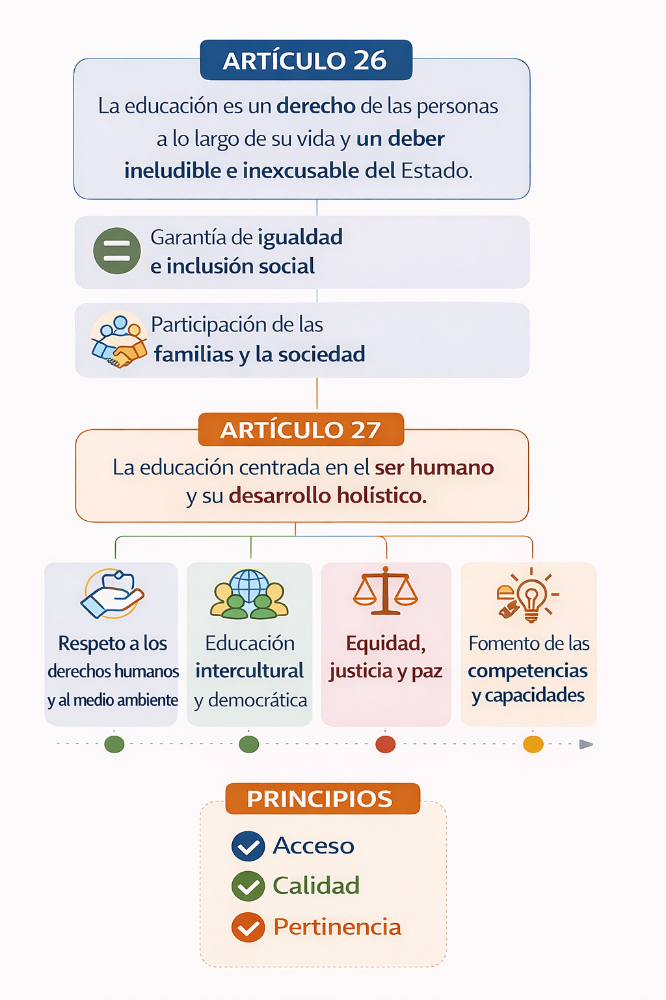 ARTÍCULO 26
La educación es un derecho de las personas
a lo largo de su vida y un deber
ineludible e inexcusable del Estado.
Garantía de igualdad
e inclusión social
Participación de las
familias y la sociedad
ARTÍCULO 27
La educación centrada en el ser humano
y su desarrollo holístico.
Respeto a los
derechos humanos
y al medio ambiente
Educación
intercultural
y democrática
Equidad,
justicia y paz
Fomento de las
competencias
y capacidades
PRINCIPIOS
Acceso
Calidad
Pertinencia